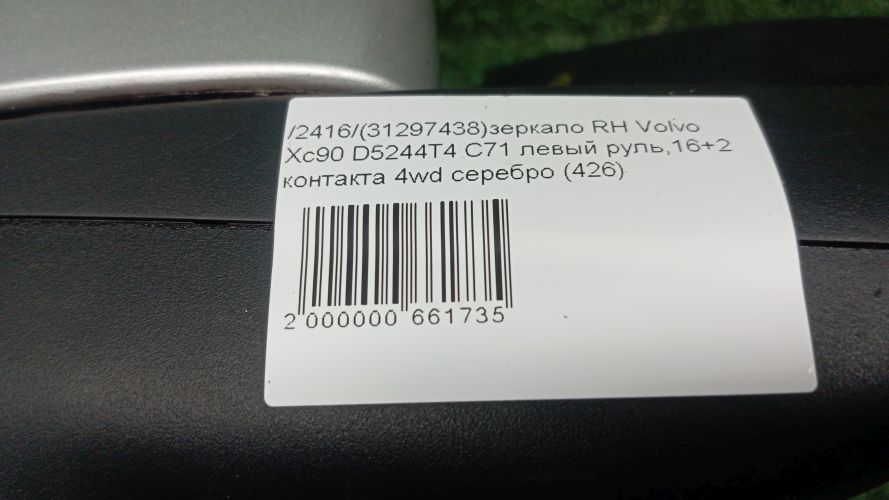 /2416/(31297438)зеркало RH Volvo
Xc90 D5244T4 C71 левый руль,16+2
контакта 4wd серебро (426)
2 000000 661735